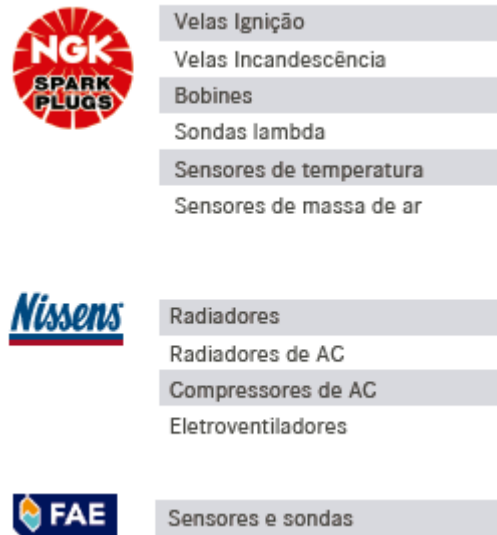 NGK
SPARK
PLUGS
Velas Ignição
Velas Incandescência
Bobines
Sondas lambda
Sensores de temperatura
Sensores de massa de ar
Nissens
Radiadores
Radiadores de AC
Compressores de AC
Eletroventiladores
FAE
Sensores e sondas